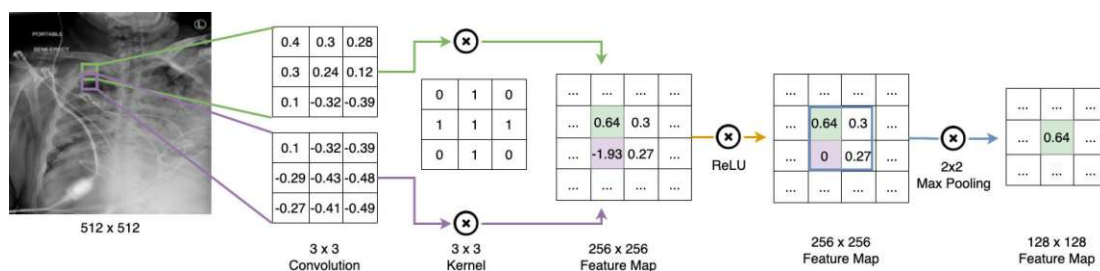 PORTABLE
SEMI-ERECT
L
512 x 512
0.4 0.3 0.28
0.3 0.24 0.12
0.1 -0.32 -0.39
0.1 -0.32 -0.39
-0.29 -0.43 -0.48
-0.27 -0.41 -0.49
3 x 3
Convolution
0 1 0
1 1 1
0 1 0
3 x 3
Kernel
... ... ... ...
... 0.64 0.3 ...
... -1.93 0.27 ...
... ... ... ...
256 x 256
Feature Map
ReLU
... ... ... ...
... 0.64 0.3 ...
... 0 0.27 ...
... ... ... ...
256 x 256
Feature Map
2x2
Max Pooling
... ... ...
... 0.64 ...
... ... ...
128 x 128
Feature Map